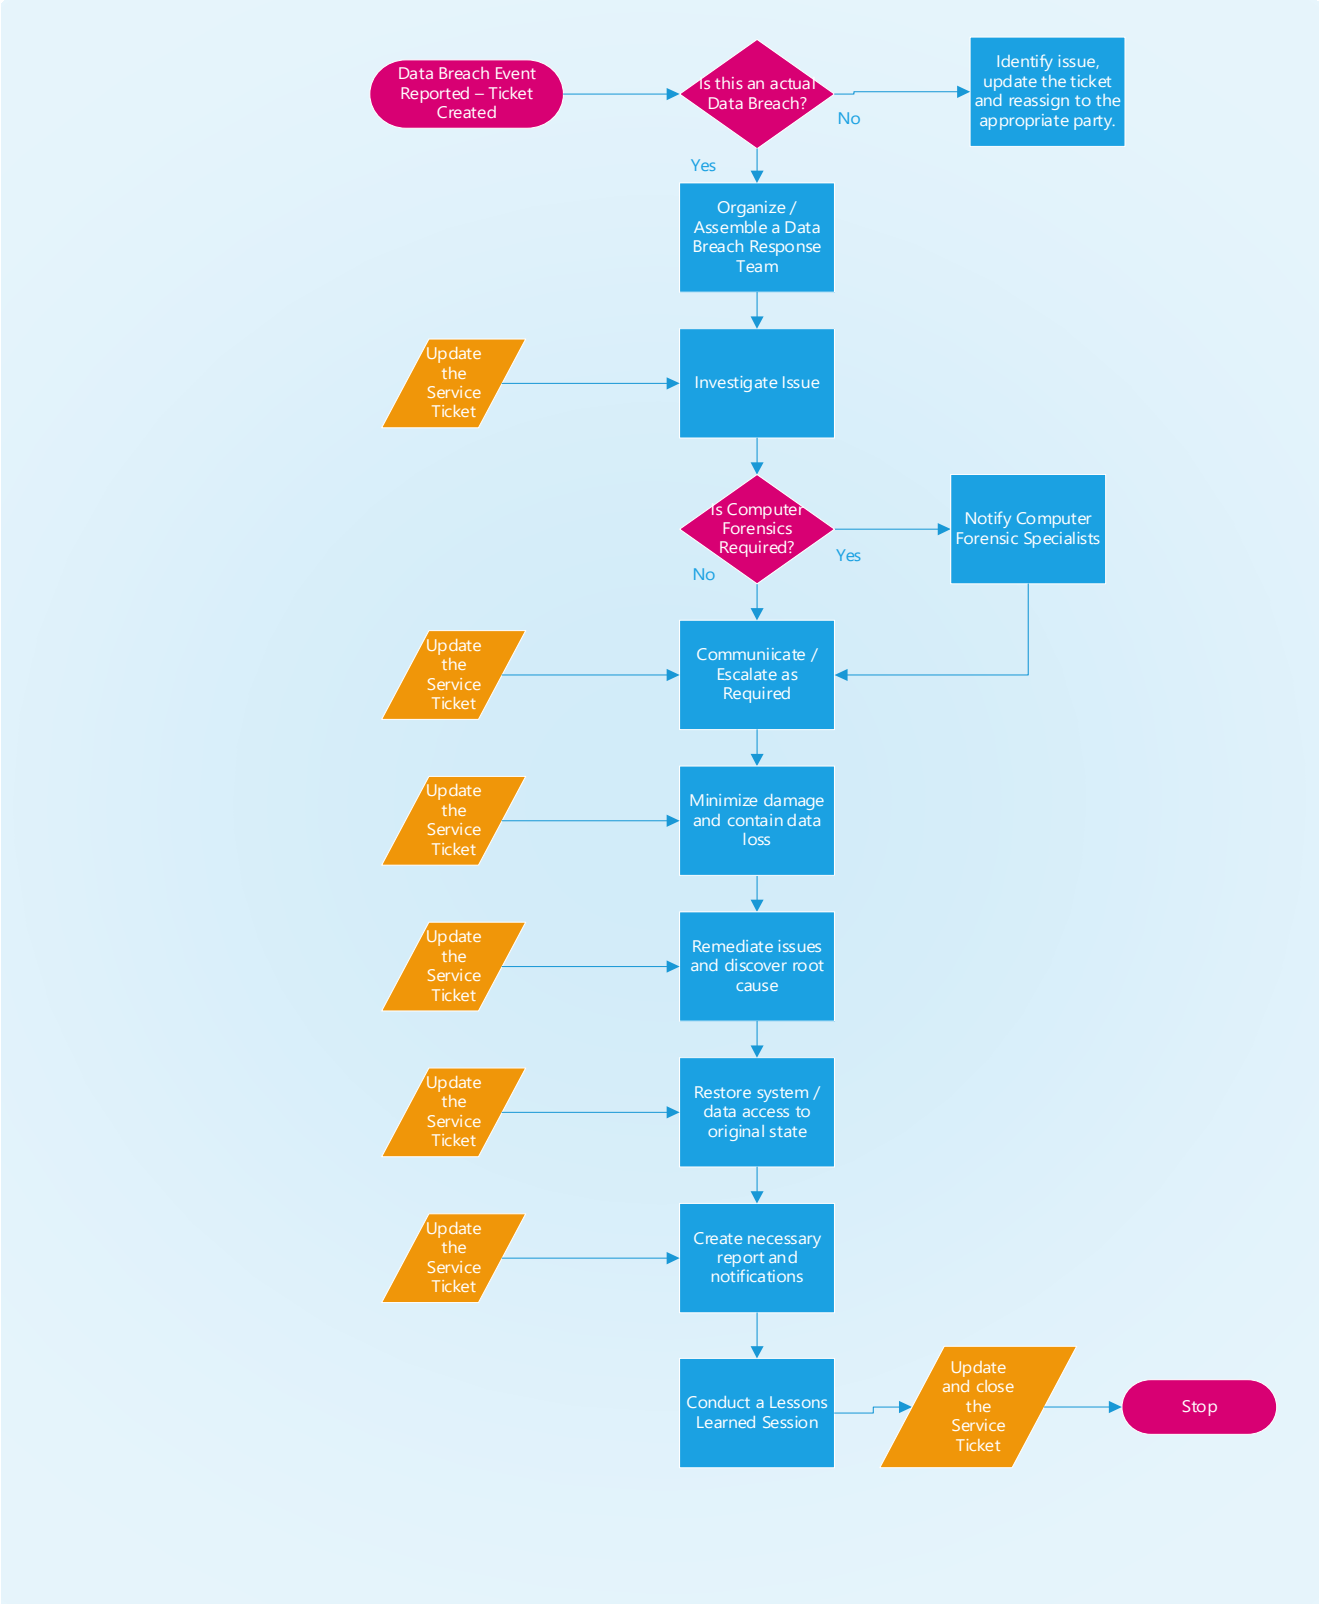 Data Breach Event
Reported – Ticket
Created
Is this an actual
Data Breach?
No
Identify issue,
update the ticket
and reassign to the
appropriate party.
Yes
Organize /
Assemble a Data
Breach Response
Team
Update
the
Service
Ticket
Investigate Issue
Is Computer
Forensics
Required?
Yes
No
Notify Computer
Forensic Specialists
Update
the
Service
Ticket
Communiicate /
Escalate as
Required
Update
the
Service
Ticket
Minimize damage
and contain data
loss
Update
the
Service
Ticket
Remediate issues
and discover root
cause
Update
the
Service
Ticket
Restore system /
data access to
original state
Update
the
Service
Ticket
Create necessary
report and
notifications
Conduct a Lessons
Learned Session
Update
and close
the
Service
Ticket
Stop